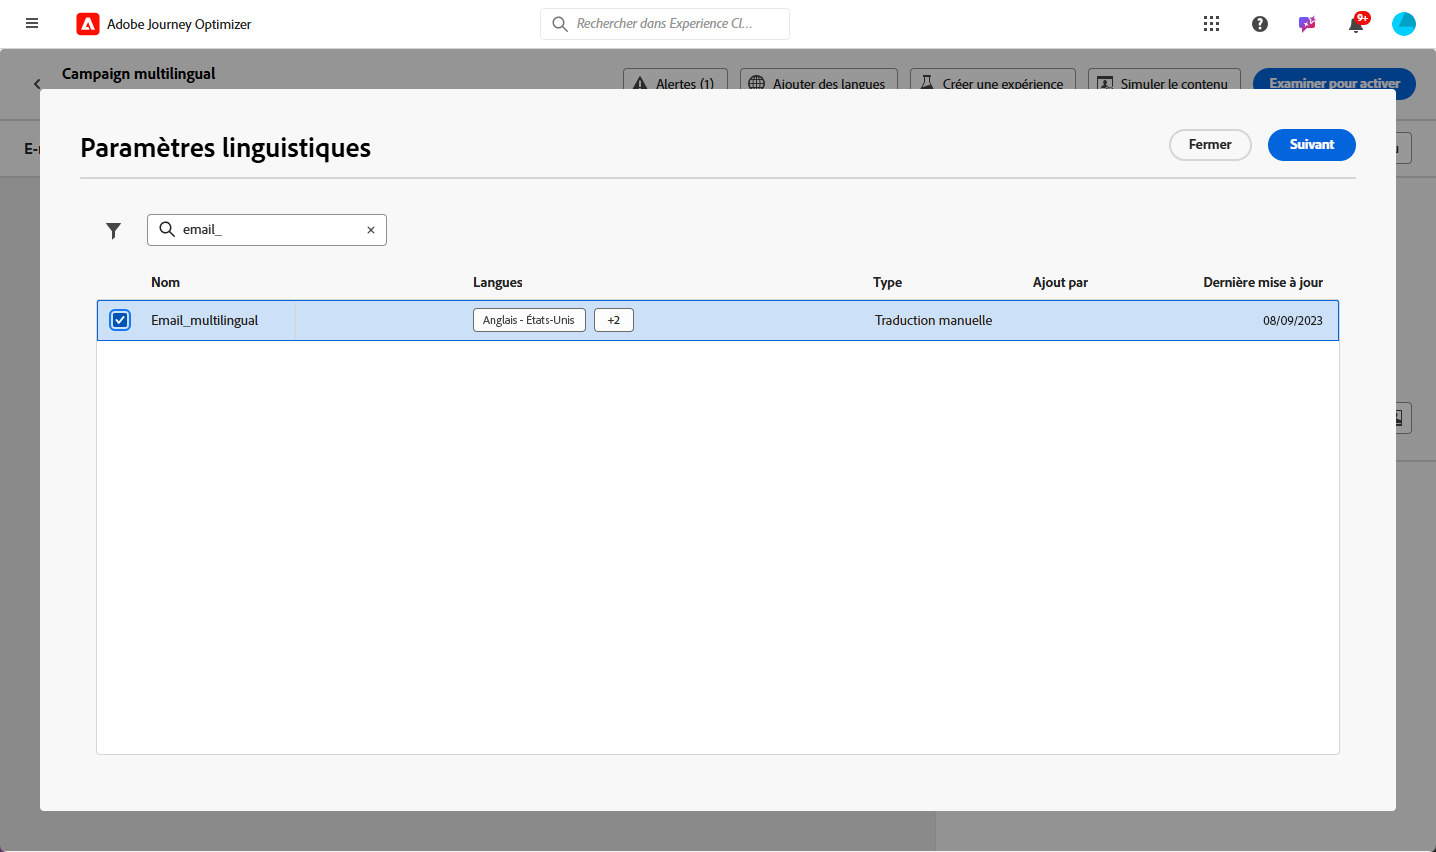 Adobe Journey Optimizer
Rechercher dans Experience Cl...
9+
Campaign multilingual
Alertes (1)
Ajouter des langues
Créer une expérience
Simuler le contenu
Examiner pour activer
Paramètres linguistiques
Fermer
Suivant
email_
Nom
Langues
Type
Ajout par
Dernière mise à jour
Email_multilingual
Anglais - États-Unis
+2
Traduction manuelle
08/09/2023